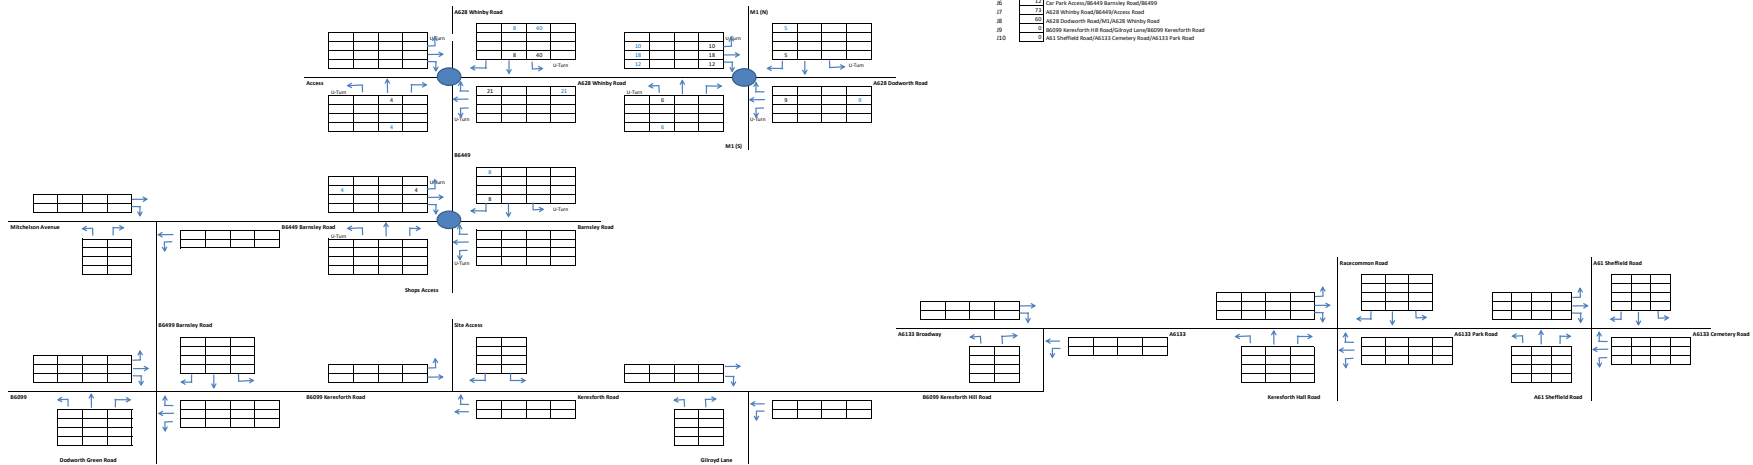 J6 12 Car Park Access/B6449 Barnsley Road/B6499
J7 73 A628 Whinby Road/B6449/Access Road
J8 60 A628 Dodworth Road/M1/A628 Whinby Road
J9 0 B6099 Keresforth Hill Road/Gilroyd Lane/B6099 Keresforth Road
J10 0 A61 Sheffield Road/A6133 Cemetery Road/A6133 Park Road
A628 Whinby Road
M1 (N)
8 40
5
U-Turn
U-Turn
10 10
18 18
12 12
8 40
5
U-Turn
U-Turn
Access
A628 Whinby Road
A628 Dodworth Road
U-Turn
U-Turn
21 21
4
6
9 9
4
6
U-Turn
U-Turn
M1 (S)
B6449
8
U-Turn
4 4
8
U-Turn
Mitchelson Avenue
B6449 Barnsley Road
Barnsley Road
U-Turn
U-Turn
Shops Access
Racecommon Road
A61 Sheffield Road
B6499 Barnsley Road
Site Access
A6133 Broadway
A6133
A6133 Park Road
A6133 Cemetery Road
B6099
B6099 Keresforth Road
Keresforth Road
B6099 Keresforth Hill Road
Keresforth Hall Road
A61 Sheffield Road
Dodworth Green Road
Gilroyd Lane